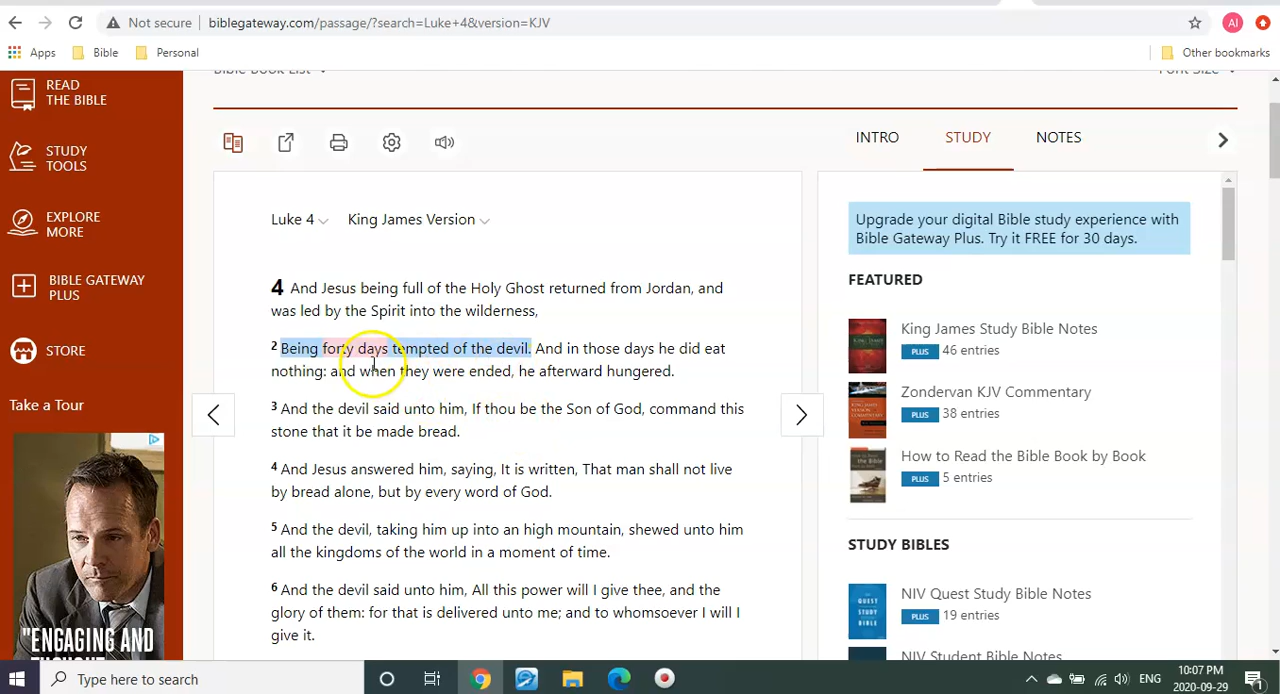 Not secure
biblegateway.com/passage/?search=Luke+4&version=KJV
AI
Apps
Bible
Personal
Other bookmarks
READ
THE BIBLE
STUDY
TOOLS
EXPLORE
MORE
BIBLE GATEWAY
PLUS
STORE
Take a Tour
"ENGAGING AND
Bible Book List
Font Size
Luke 4
King James Version
4 And Jesus being full of the Holy Ghost returned from Jordan, and
was led by the Spirit into the wilderness,
2 Being forty days tempted of the devil. And in those days he did eat
nothing: and when they were ended, he afterward hungered.
3 And the devil said unto him, If thou be the Son of God, command this
stone that it be made bread.
4 And Jesus answered him, saying, It is written, That man shall not live
by bread alone, but by every word of God.
5 And the devil, taking him up into an high mountain, shewed unto him
all the kingdoms of the world in a moment of time.
6 And the devil said unto him, All this power will I give thee, and the
glory of them: for that is delivered unto me; and to whomsoever I will I
give it.
INTRO
STUDY
NOTES
Upgrade your digital Bible study experience with
Bible Gateway Plus. Try it FREE for 30 days.
FEATURED
King James Study Bible Notes
PLUS 46 entries
Zondervan KJV Commentary
PLUS 38 entries
How to Read the Bible Book by Book
PLUS 5 entries
STUDY BIBLES
NIV Quest Study Bible Notes
PLUS 19 entries
NIV Student Bible Notes
Type here to search
ENG
10:07 PM
2020-09-29
1